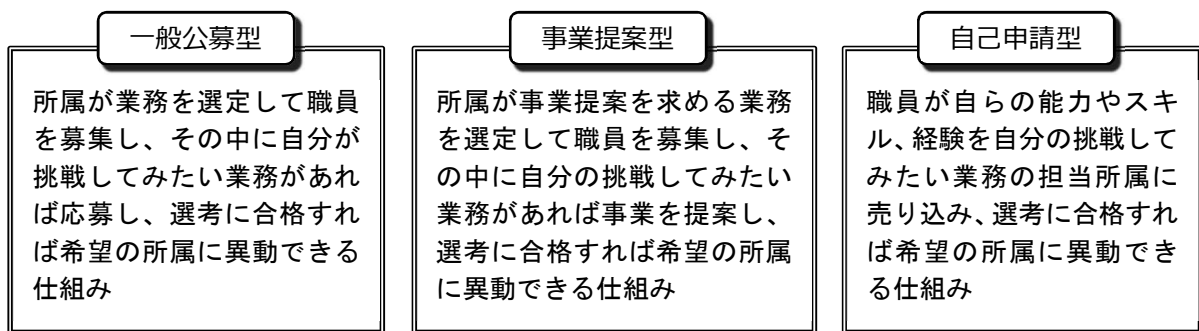 一般公募型
所属が業務を選定して職員
を募集し、その中に自分が
挑戦してみたい業務があれ
ば応募し、選考に合格すれ
ば希望の所属に異動できる
仕組み
事業提案型
所属が事業提案を求める業務
を選定して職員を募集し、そ
の中に自分の挑戦してみたい
業務があれば事業を提案し、
選考に合格すれば希望の所属
に異動できる仕組み
自己申請型
職員が自らの能力やスキ
ル、経験を自分の挑戦して
みたい業務の担当所属に
売り込み、選考に合格すれ
ば希望の所属に異動でき
る仕組み